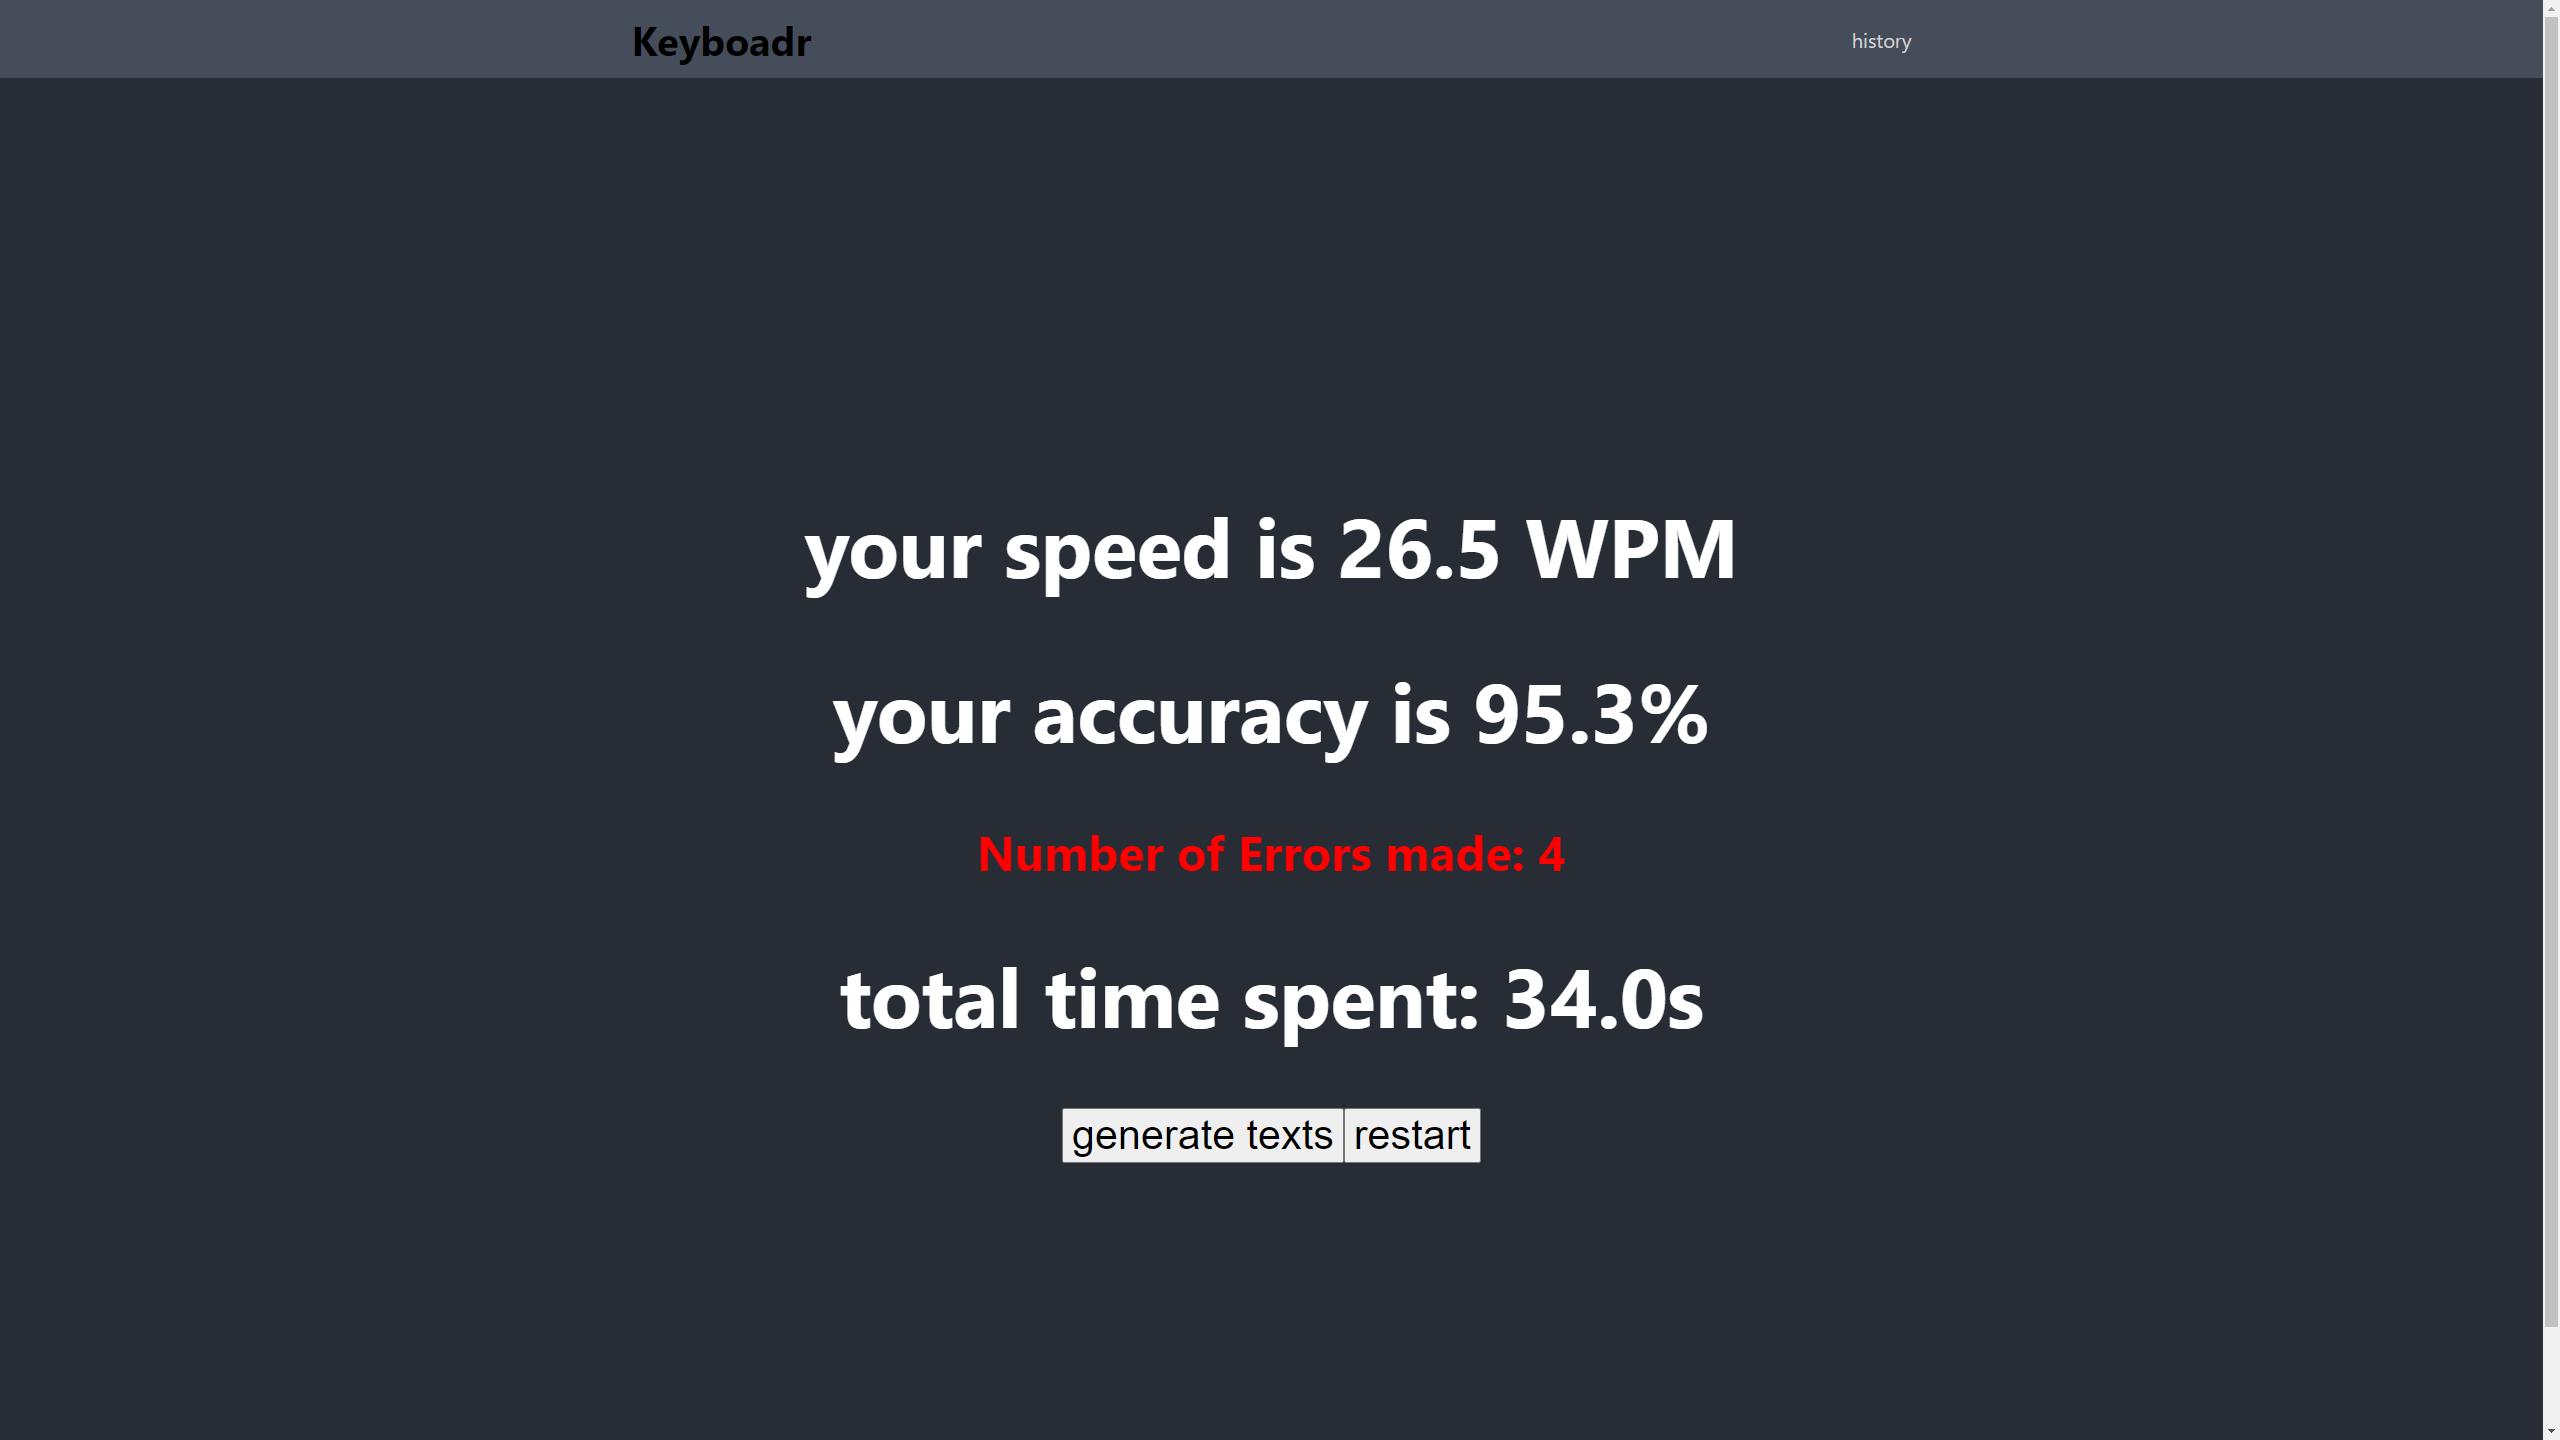 Keyboadr history
your speed is 26.5 WPM
your accuracy is 95.3%
Number of Errors made: 4
total time spent: 34.0s
generate texts restart